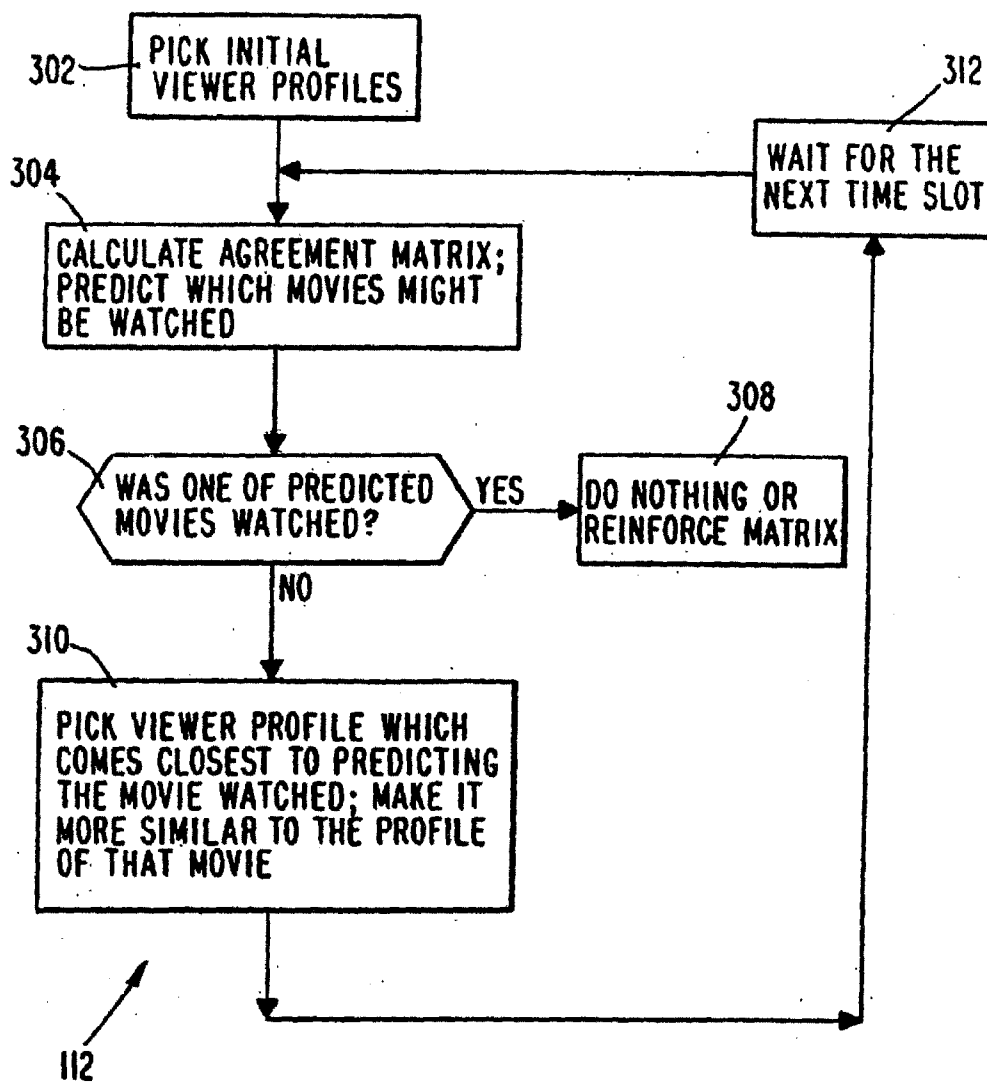 302
PICK INITIAL
VIEWER PROFILES
312
WAIT FOR THE
NEXT TIME SLOT
304
CALCULATE AGREEMENT MATRIX;
PREDICT WHICH MOVIES MIGHT
BE WATCHED
306
WAS ONE OF PREDICTED
MOVIES WATCHED?
YES
308
DO NOTHING OR
REINFORCE MATRIX
NO
310
PICK VIEWER PROFILE WHICH
COMES CLOSEST TO PREDICTING
THE MOVIE WATCHED; MAKE IT
MORE SIMILAR TO THE PROFILE
OF THAT MOVIE
112